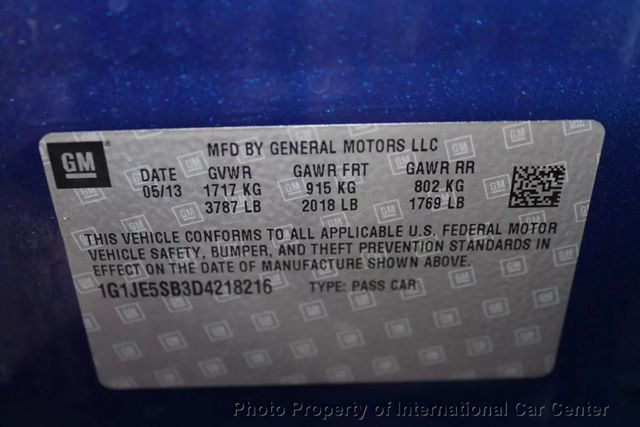 GM
MFD BY GENERAL MOTORS LLC
DATE GVWR GAWR FRT GAWR RR
05/13 1717 KG 915 KG 802 KG
3787 LB 2018 LB 1769 LB
THIS VEHICLE CONFORMS TO ALL APPLICABLE U.S. FEDERAL MOTOR
VEHICLE SAFETY, BUMPER, AND THEFT PREVENTION STANDARDS IN
EFFECT ON THE DATE OF MANUFACTURE SHOWN ABOVE.
1G1JE5SB3D4218216 TYPE: PASS CAR
Photo Property of International Car Center